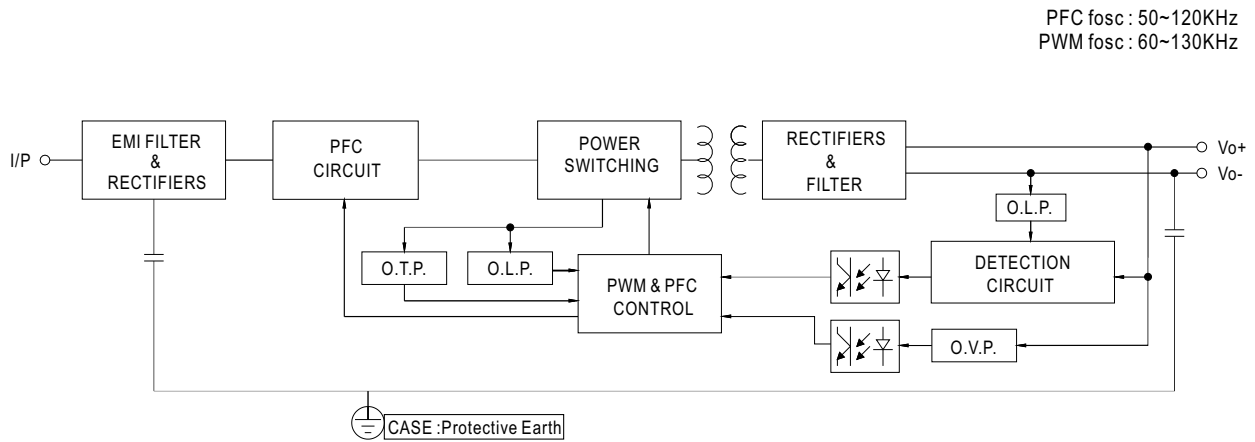 PFC fosc : 50~120KHz
PWM fosc : 60~130KHz
I/P
EMI FILTER
&
RECTIFIERS
PFC
CIRCUIT
POWER
SWITCHING
RECTIFIERS
&
FILTER
Vo+
Vo-
O.L.P.
O.T.P.
O.L.P.
PWM & PFC
CONTROL
DETECTION
CIRCUIT
O.V.P.
CASE :Protective Earth